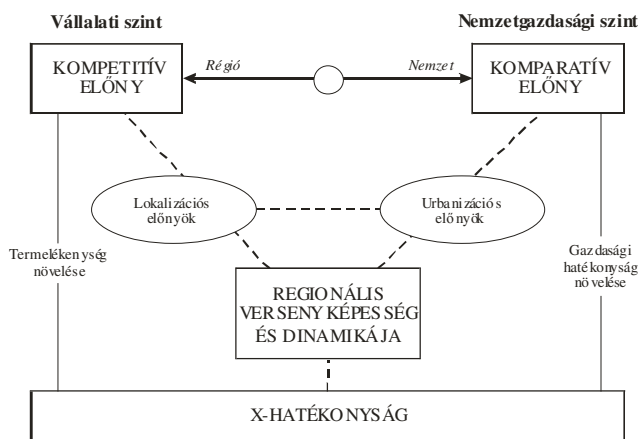 Vállalati szint
Nemzetgazdasági szint
KOMPETITÍV
ELŐNY
Régió
Nemzet
KOMPARATÍV
ELŐNY
Lokalizációs
előnyök
Urbanizációs
előnyök
Termelékenység
növelése
Gazdasági
hatékonyság
növelése
REGIONÁLIS
VERSENYKÉPESSÉG
ÉS DINAMIKÁJA
X-HATÉKONYSÁG